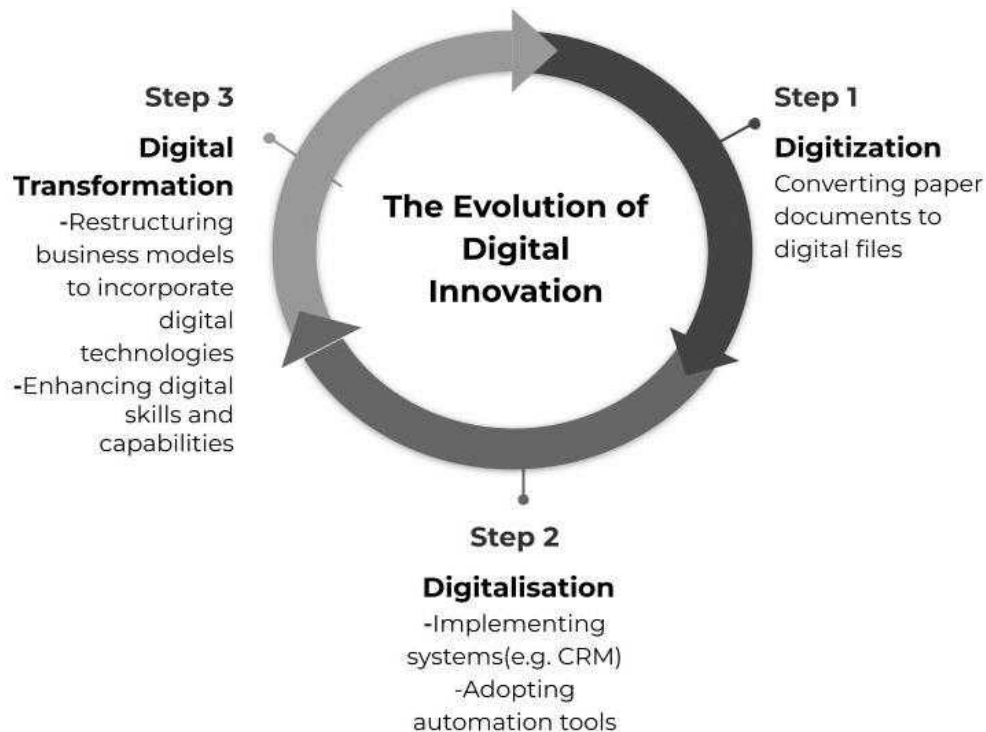 The Evolution of
Digital
Innovation
Step 1
Digitization
Converting paper
documents to
digital files
Step 2
Digitalisation
-Implementing
systems(e.g. CRM)
-Adopting
automation tools
Step 3
Digital
Transformation
-Restructuring
business models
to incorporate
digital
technologies
-Enhancing digital
skills and
capabilities